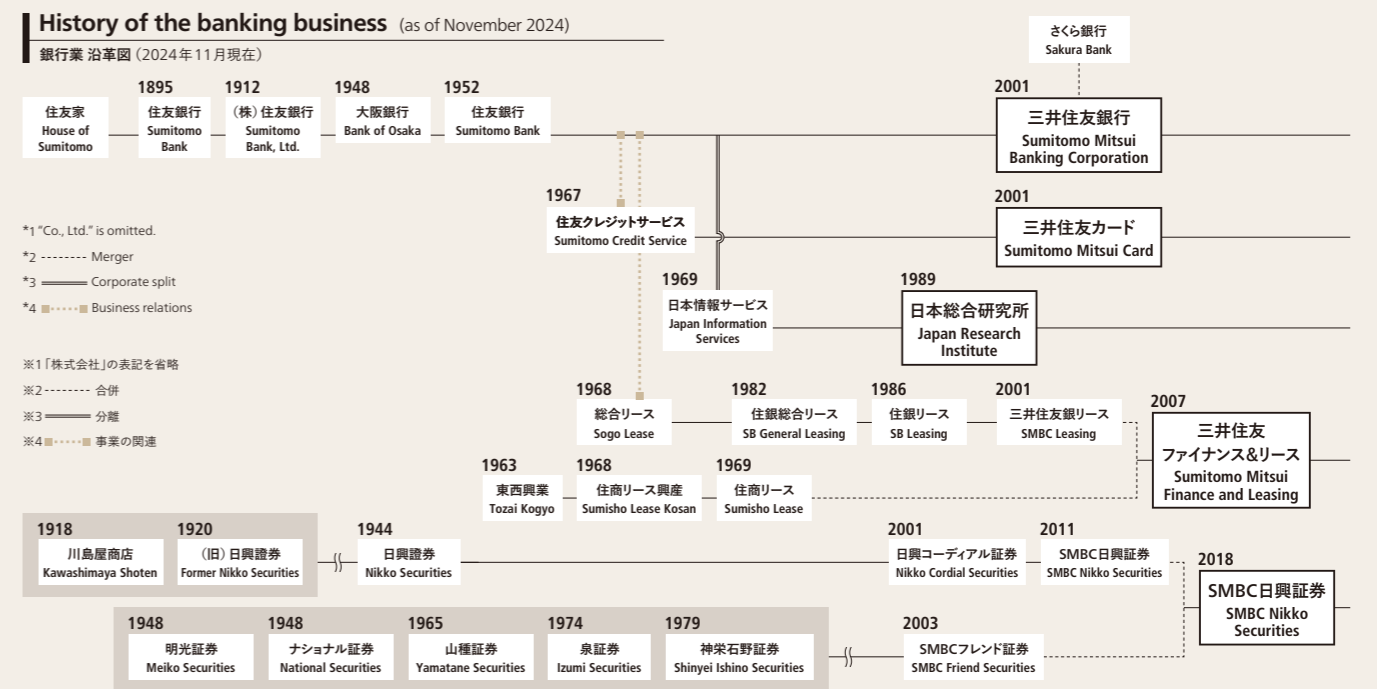 History of the banking business (as of November 2024)
銀行業 沿革図（2024年11月現在）
さくら銀行
Sakura Bank
住友家
House of
Sumitomo
1895
住友銀行
Sumitomo
Bank
1912
（株）住友銀行
Sumitomo
Bank, Ltd.
1948
大阪銀行
Bank of Osaka
1952
住友銀行
Sumitomo Bank
2001
三井住友銀行
Sumitomo Mitsui
Banking Corporation
1967
住友クレジットサービス
Sumitomo Credit Service
2001
三井住友カード
Sumitomo Mitsui Card
*1 "Co., Ltd." is omitted.
*2 -------- Merger
*3 Corporate split
*4 Business relations
1969
日本情報サービス
Japan Information
Services
1989
日本総合研究所
Japan Research
Institute
※1「株式会社」の表記を省略
※2 -------- 合併
※3 分離
※4 事業の関連
1968
総合リース
Sogo Lease
1982
住銀総合リース
SB General Leasing
1986
住銀リース
SB Leasing
2001
三井住友銀リース
SMBC Leasing
2007
三井住友
ファイナンス&リース
Sumitomo Mitsui
Finance and Leasing
1963
東西興業
Tozai Kogyo
1968
住商リース興産
Sumisho Lease Kosan
1969
住商リース
Sumisho Lease
1918
川島屋商店
Kawashimaya Shoten
1920
（旧）日興證券
Former Nikko Securities
1944
日興證券
Nikko Securities
2001
日興コーディアル証券
Nikko Cordial Securities
2011
SMBC日興証券
SMBC Nikko Securities
2018
SMBC日興証券
SMBC Nikko
Securities
1948
明光証券
Meiko Securities
1948
ナショナル証券
National Securities
1965
山種証券
Yamatane Securities
1974
泉証券
Izumi Securities
1979
神栄石野証券
Shinyei Ishino Securities
2003
SMBCフレンド証券
SMBC Friend Securities